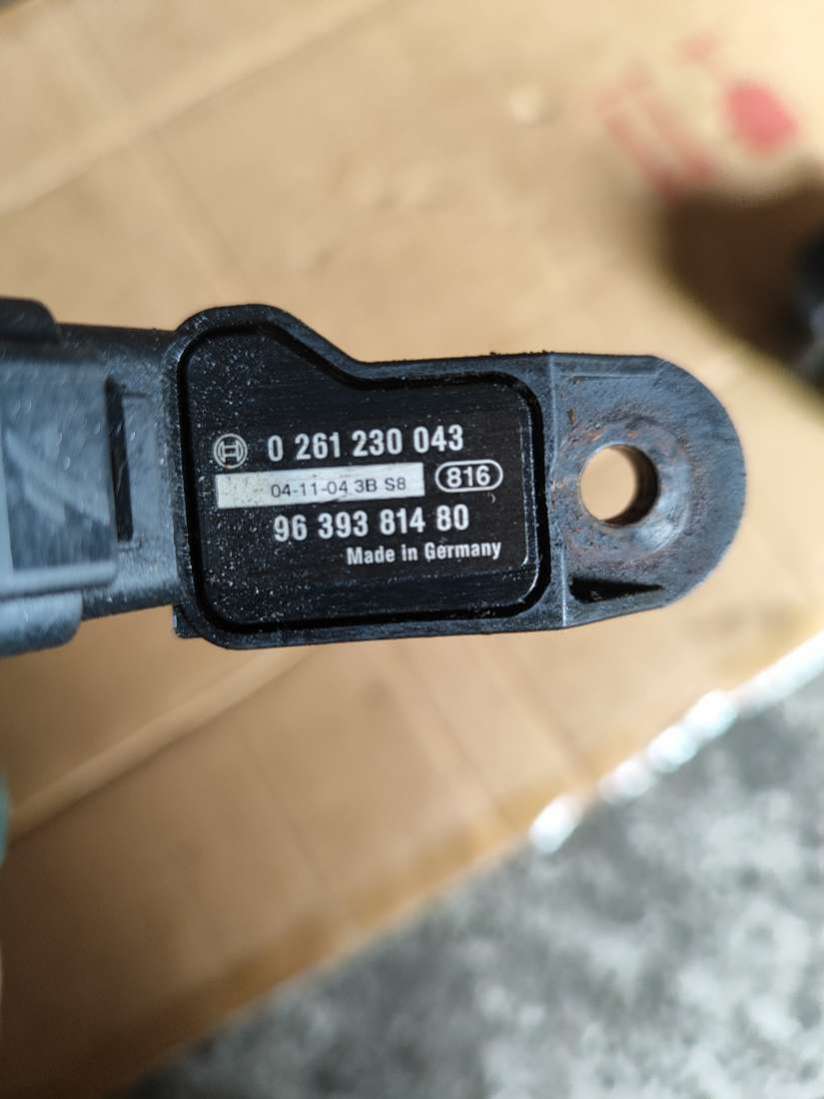 0 261 230 043
04-11-04 3B S8 816
96 393 814 80
Made in Germany